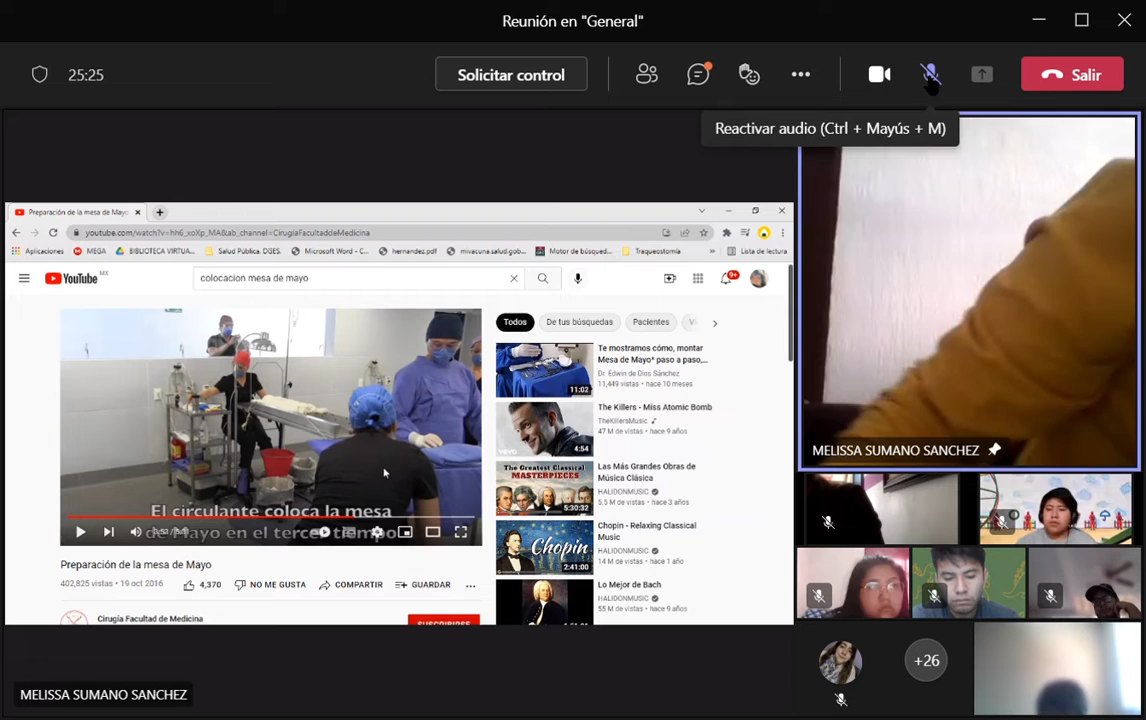 Reunión en "General"
25:25
Solicitar control
Salir
Reactivar audio (Ctrl + Mayús + M)
Preparación de la mesa de Mayo
youtube.com/watch?v=hh6_xoXp_MA&ab_channel=CirugíaFacultaddeMedicina
Aplicaciones
MEGA
BIBLIOTECA VIRTUA...
Salud Pública. DGES.
Microsoft Word - C...
hernandez.pdf
mivacuna.salud.gob...
Motor de búsqued...
Traqueostomía
»
Lista de lectura
YouTube MX
colocacion mesa de mayo
9+
Todos
De tus búsquedas
Pacientes
El circulante coloca la mesa
de Mayo en el tercer tiempo
Te mostramos cómo, montar
Mesa de Mayo* paso a paso,...
Dr. Edwin de Dios Sánchez
11,449 vistas • hace 10 meses
11:02
The Killers - Miss Atomic Bomb
TheKillersMusic
47 M de vistas • hace 9 años
vevo
4:54
THE GREATEST CLASSICAL
MASTERPIECES
5:30:32
Las Más Grandes Obras de
Música Clásica
HALIDONMUSIC
5.5 M de vistas • hace 3 años
Chopin
2:41:00
Chopin - Relaxing Classical
Music
HALIDONMUSIC
14 M de vistas • hace 1 año
Lo Mejor de Bach
HALIDONMUSIC
55 M de vistas • hace 9 años
Preparación de la mesa de Mayo
402,825 vistas • 19 oct 2016
4,370
NO ME GUSTA
COMPARTIR
GUARDAR
...
Cirugía Facultad de Medicina
SUSCRIBIRSE
MELISSA SUMANO SANCHEZ
+26
MELISSA SUMANO SANCHEZ